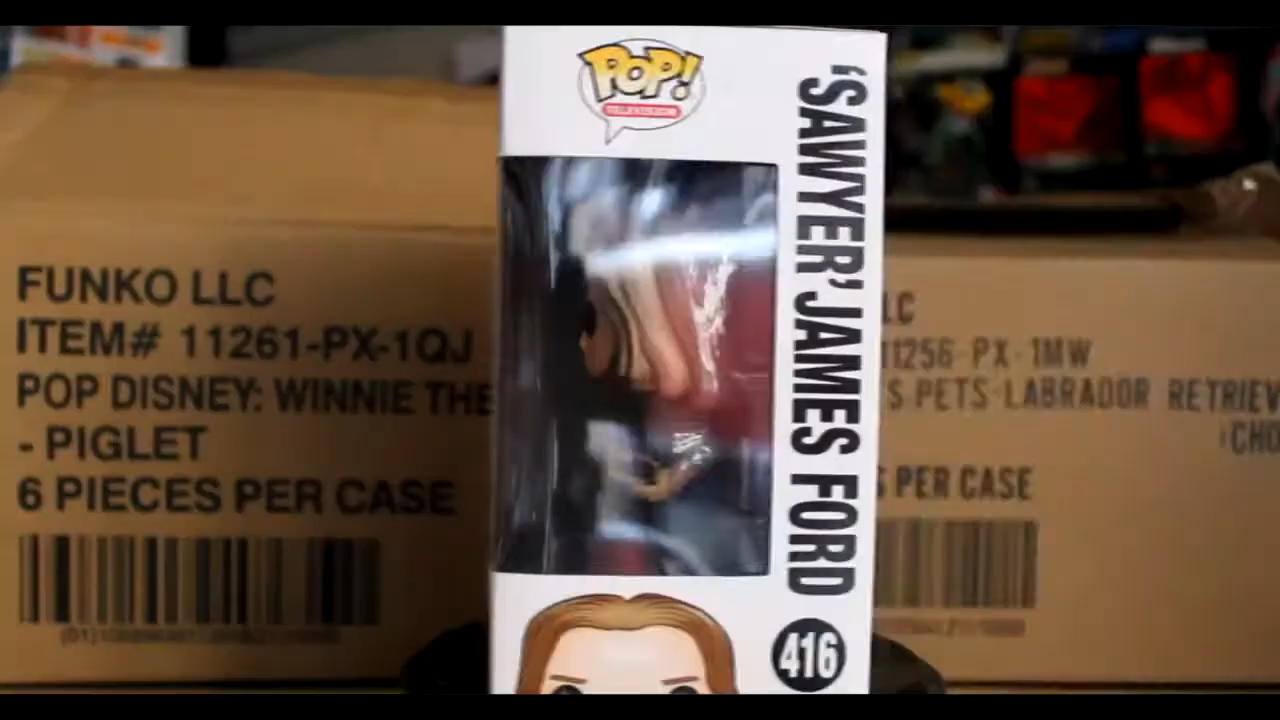 POP!
TELEVISION
'SAWYER' JAMES FORD
416
FUNKO LLC
ITEM# 11261-PX-1QJ
POP DISNEY: WINNIE THE
- PIGLET
6 PIECES PER CASE
LC
11256-PX-1MW
S PETS-LABRADOR RETRIEV
CHO
PER CASE